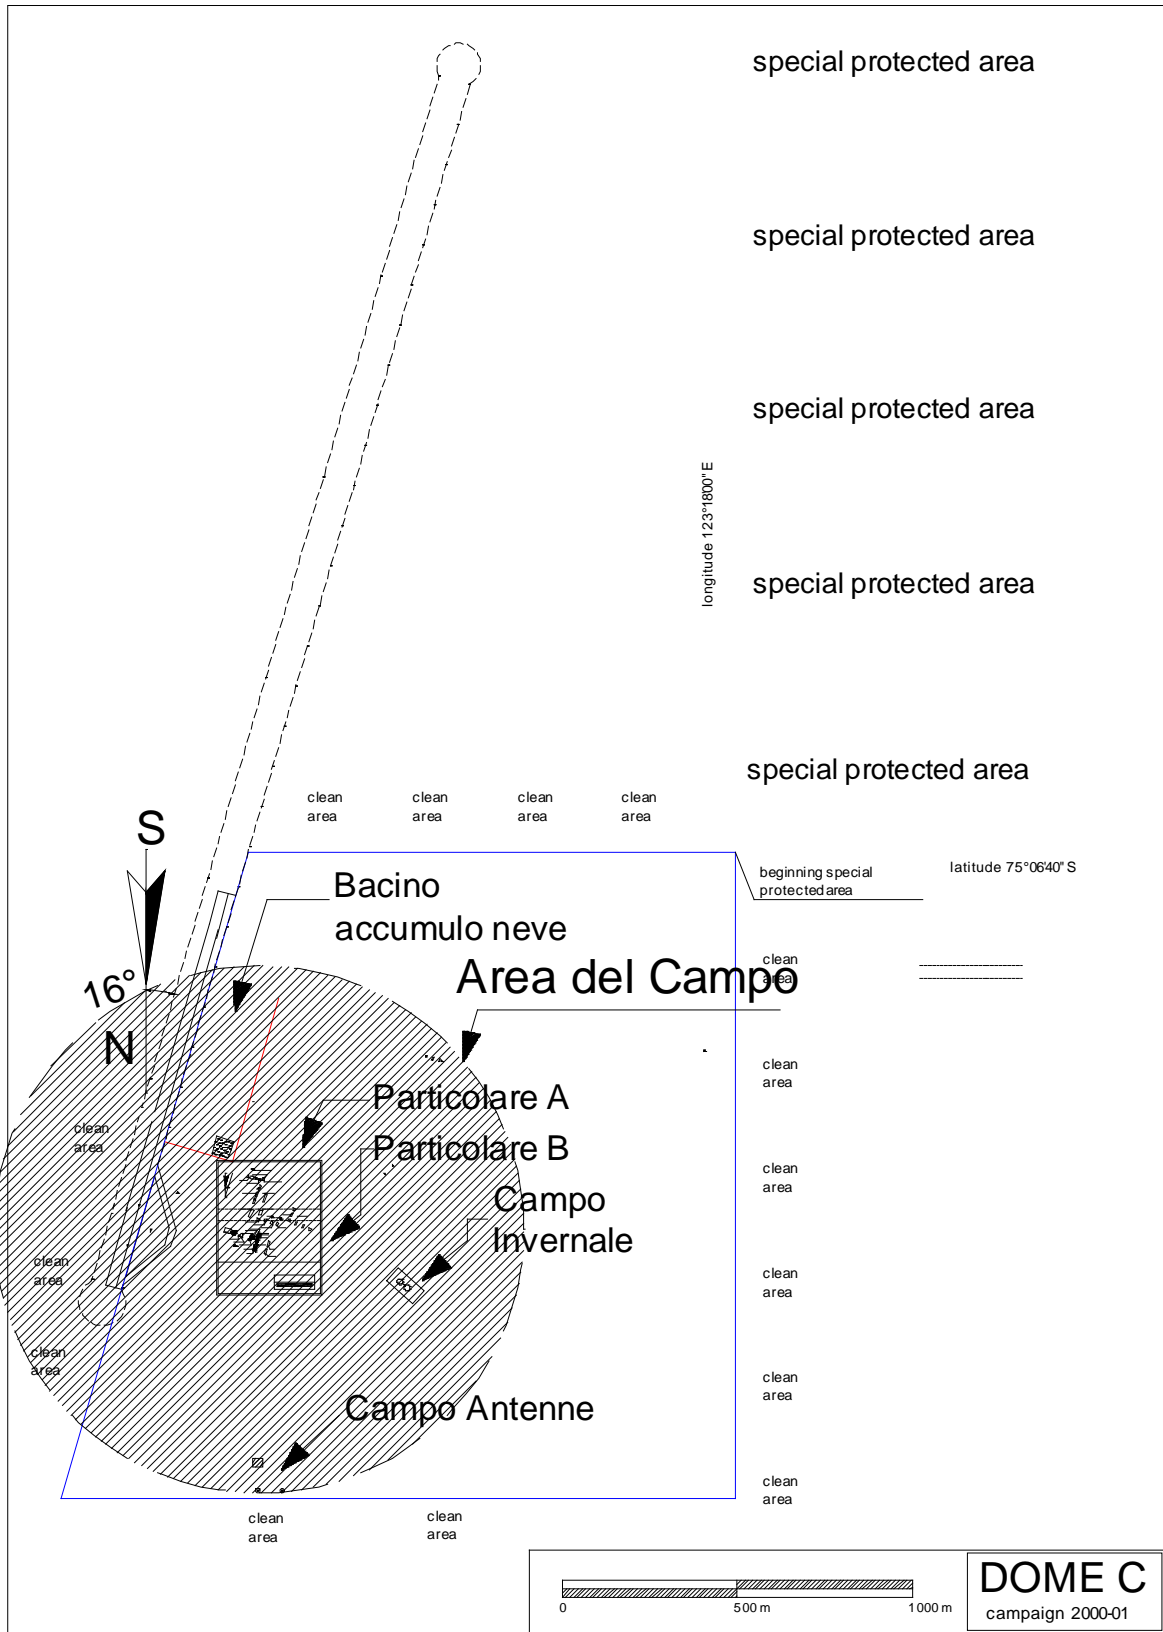 special protected area
special protected area
special protected area
longitude 123°18'00" E
special protected area
special protected area
clean
area
clean
area
clean
area
clean
area
S
beginning special
protected area
latitude 75°06'40" S
Bacino
accumulo neve
clean
area
Area del Campo
16°
N
clean
area
Particolare A
clean
area
Particolare B
clean
area
Campo
Invernale
clean
area
clean
area
clean
area
clean
area
Campo Antenne
clean
area
clean
area
clean
area
0
500 m
1000 m
DOME C
campaign 2000-01